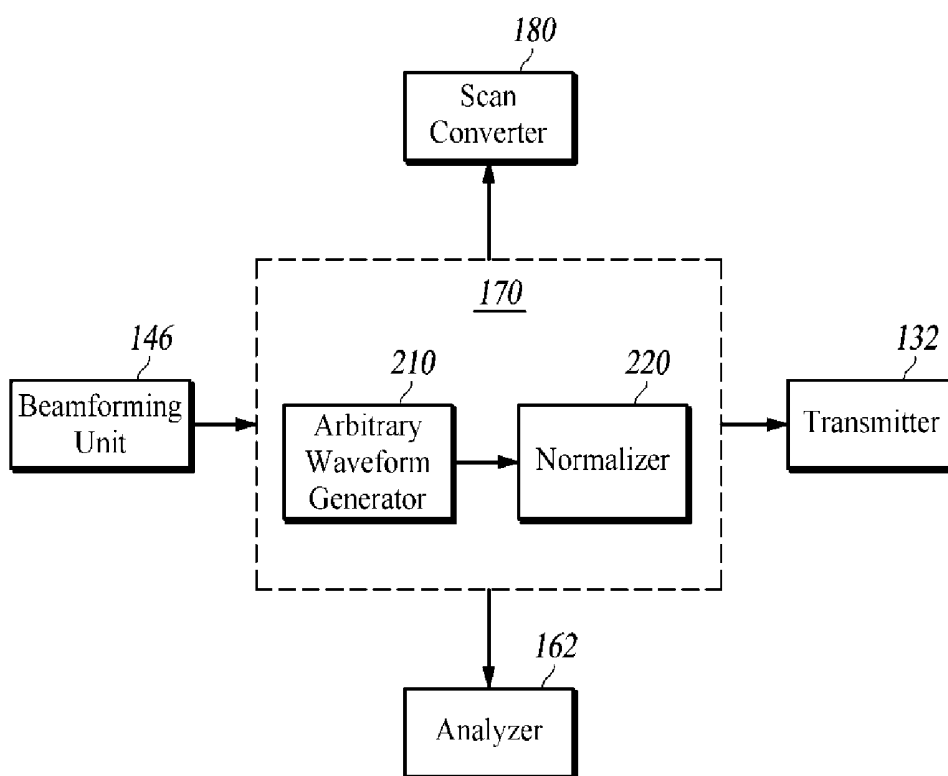 180
Scan
Converter
170
146
Beamforming
Unit
210
Arbitrary
Waveform
Generator
220
Normalizer
132
Transmitter
162
Analyzer